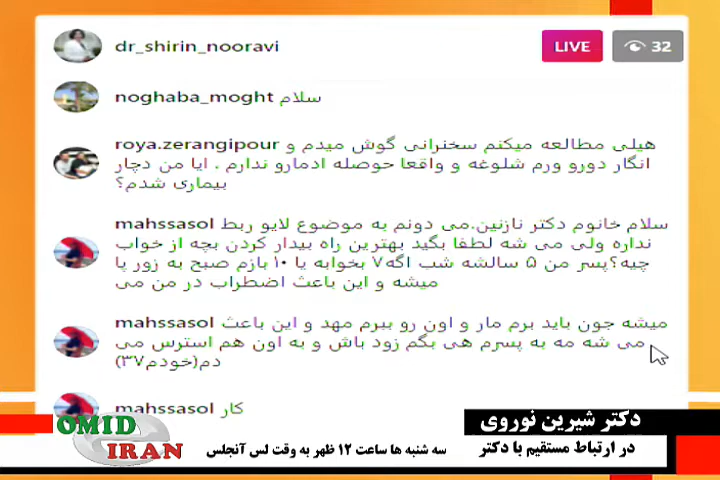 dr_shirin_nooravi
LIVE
32
noghaba_moght سلام
roya.zerangipour هیلی مطالعه میکنم سخنرانی گوش میدم و
انگار دورو ورم شلوغه و واقعا حوصله ادمارو ندارم . ایا من دچار
بیماری شدم؟
mahssasol سلام خانوم دکتر نازنین.می دونم به موضوع لایو ربط
نداره ولی می شه لطفا بگید بهترین راه بیدار کردن بچه از خواب
چیه؟پسر من ۵ سالشه شب اگه۷ بخوابه یا ۱۰ بازم صبح به زور پا
میشه و این باعث اضطراب در من می
mahssasol میشه چون باید برم مار و اون رو ببرم مهد و این باعث
می شه مه به پسرم هی بگم زود باش و به اون هم استرس می
دم(خودم۳۷)
mahssasol کار
OMID
IRAN
دکتر شیرین نوروی
در ارتباط مستقیم با دکتر
سه شنبه ها ساعت ۱۲ ظهر به وقت لس آنجلس